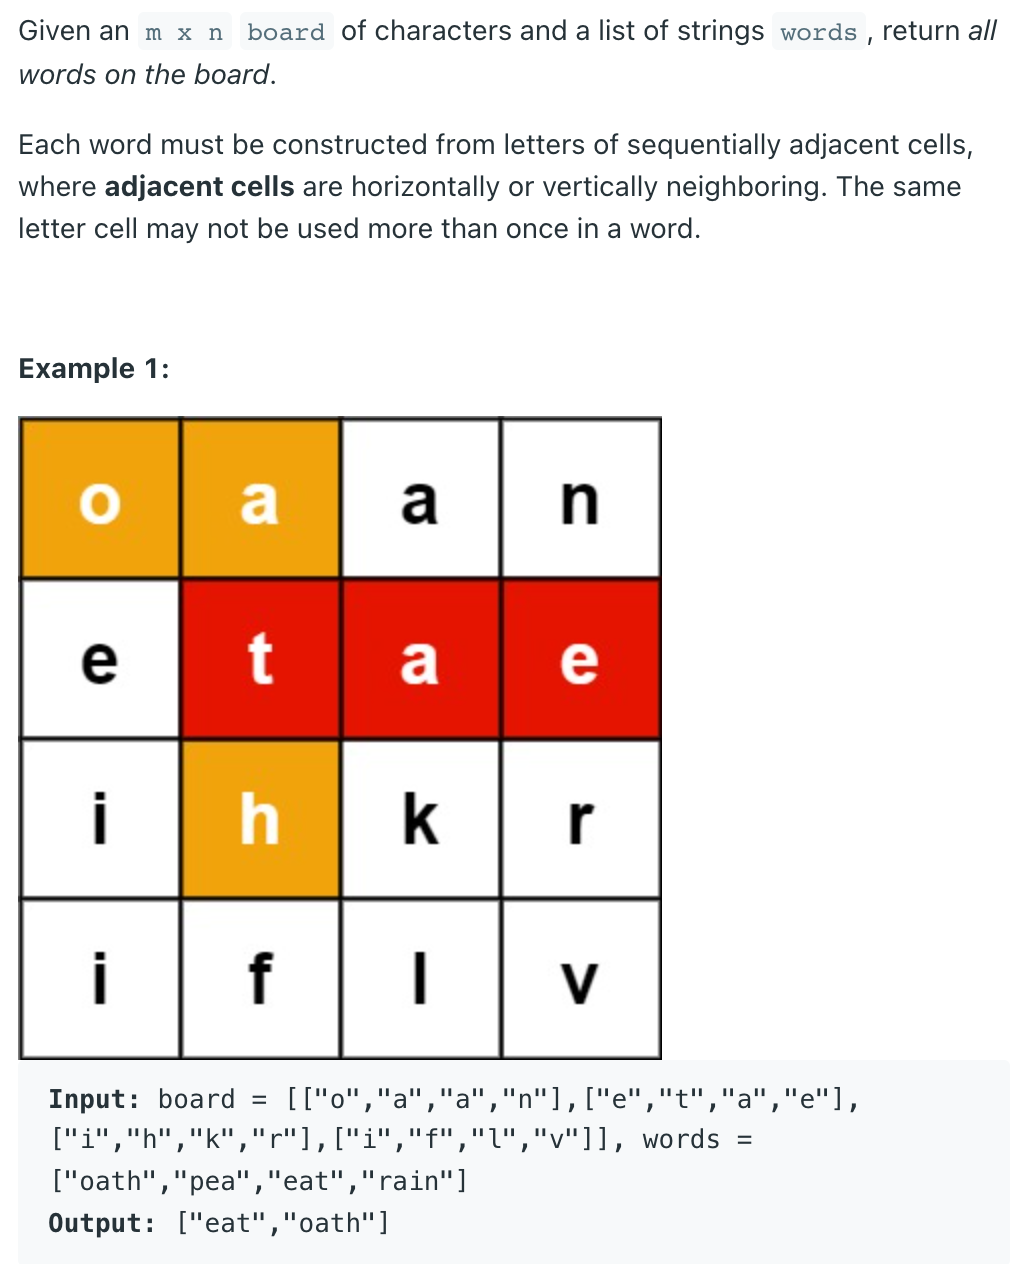 Given an m x n board of characters and a list of strings words , return all
words on the board.
Each word must be constructed from letters of sequentially adjacent cells,
where adjacent cells are horizontally or vertically neighboring. The same
letter cell may not be used more than once in a word.
Example 1:
o a a n
e t a e
i h k r
i f l v
Input: board = [["o","a","a","n"],["e","t","a","e"],
["i","h","k","r"],["i","f","l","v"]], words =
["oath","pea","eat","rain"]
Output: ["eat","oath"]